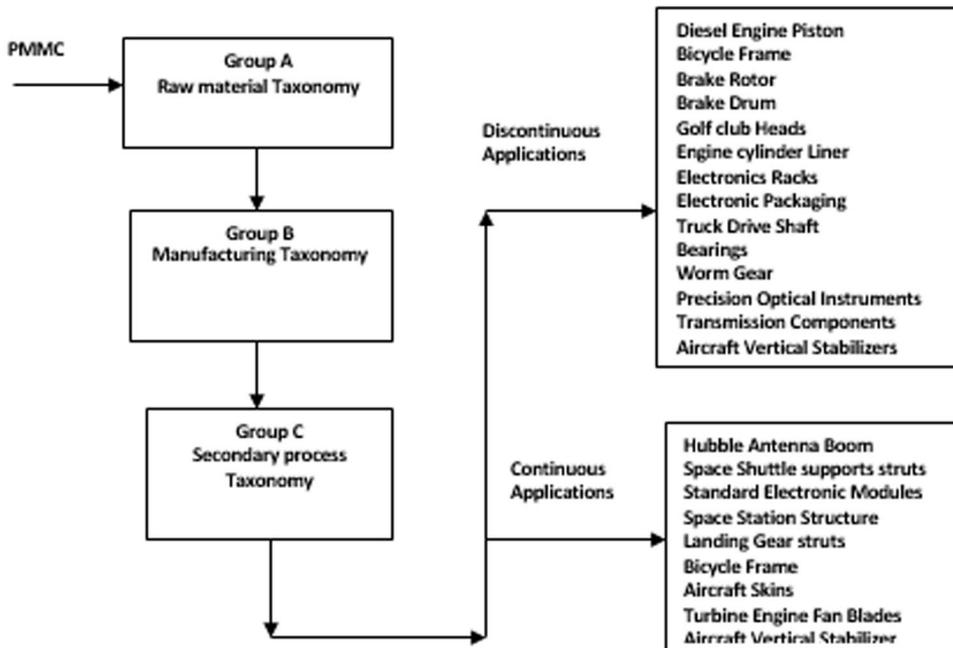 PMMC
Group A
Raw material Taxonomy
Group B
Manufacturing Taxonomy
Group C
Secondary process
Taxonomy
Discontinuous
Applications
Diesel Engine Piston
Bicycle Frame
Brake Rotor
Brake Drum
Golf club Heads
Engine cylinder Liner
Electronics Racks
Electronic Packaging
Truck Drive Shaft
Bearings
Worm Gear
Precision Optical Instruments
Transmission Components
Aircraft Vertical Stabilizers
Continuous
Applications
Hubble Antenna Boom
Space Shuttle supports struts
Standard Electronic Modules
Space Station Structure
Landing Gear struts
Bicycle Frame
Aircraft Skins
Turbine Engine Fan Blades
Aircraft Vertical Stabilizer